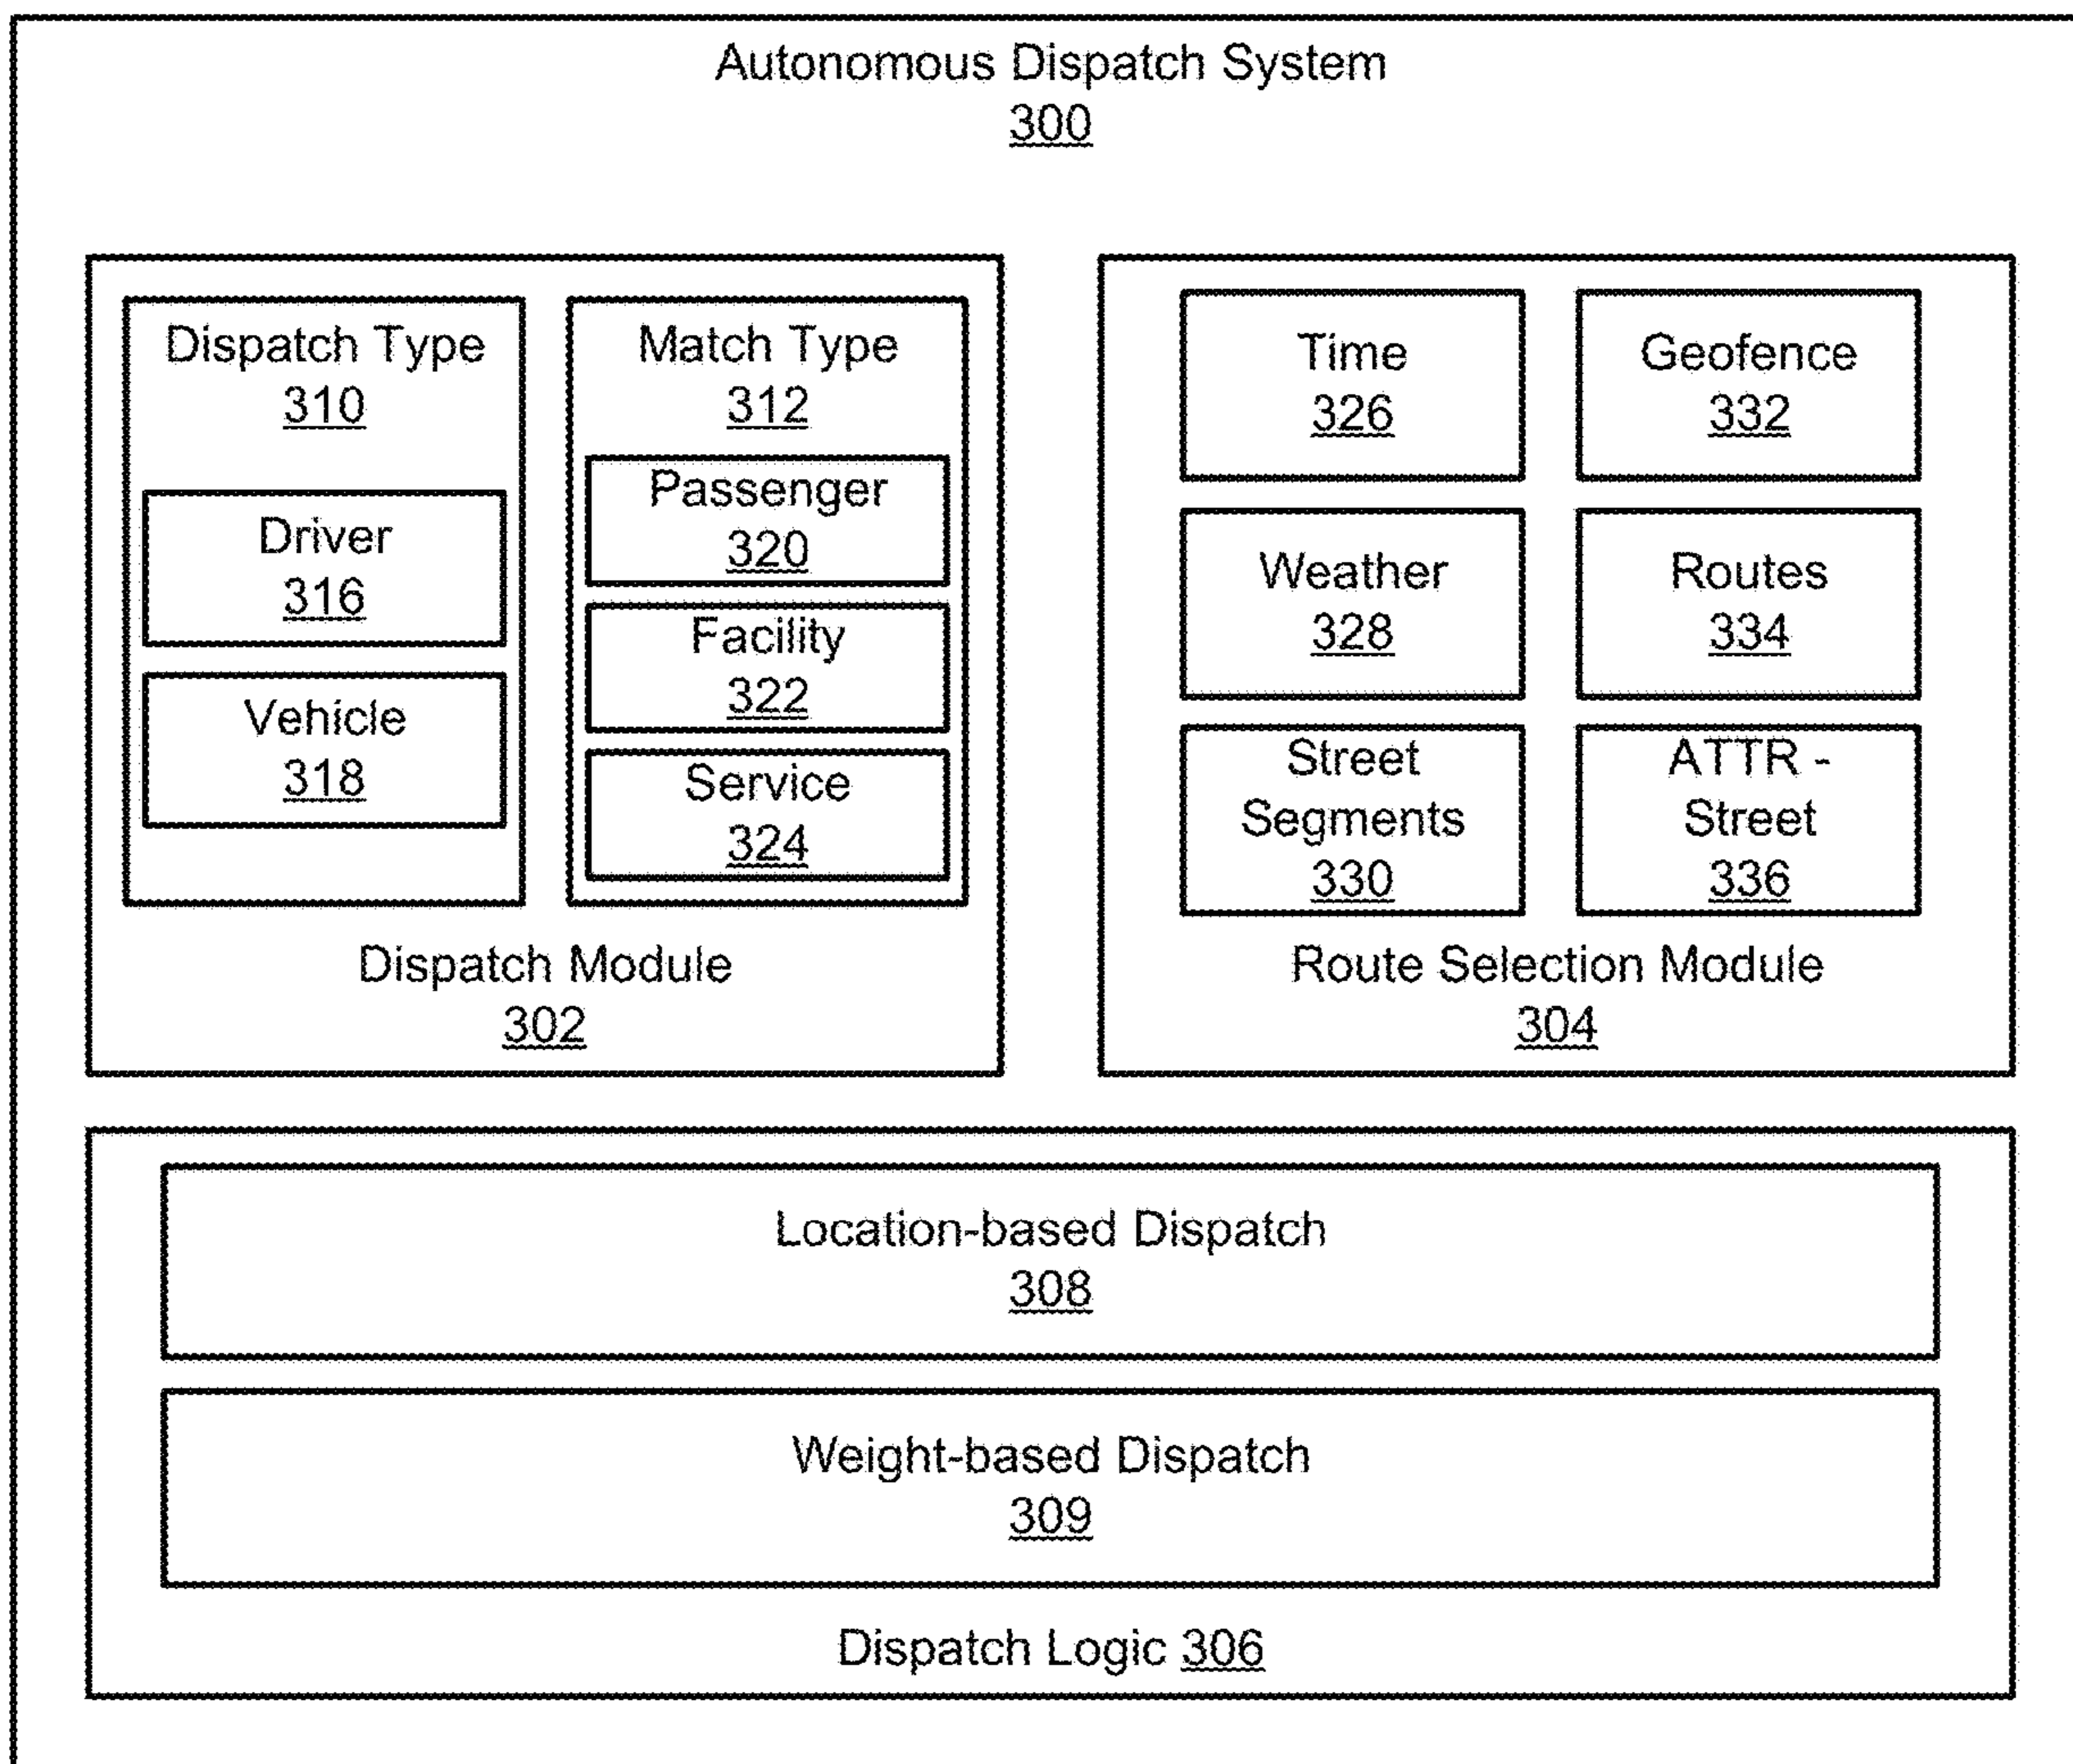 Autonomous Dispatch System
300
Dispatch Type
310
Driver
316
Vehicle
318
Match Type
312
Passenger
320
Facility
322
Service
324
Dispatch Module
302
Time
326
Geofence
332
Weather
328
Routes
334
Street
Segments
330
ATTR -
Street
336
Route Selection Module
304
Location-based Dispatch
308
Weight-based Dispatch
309
Dispatch Logic 306